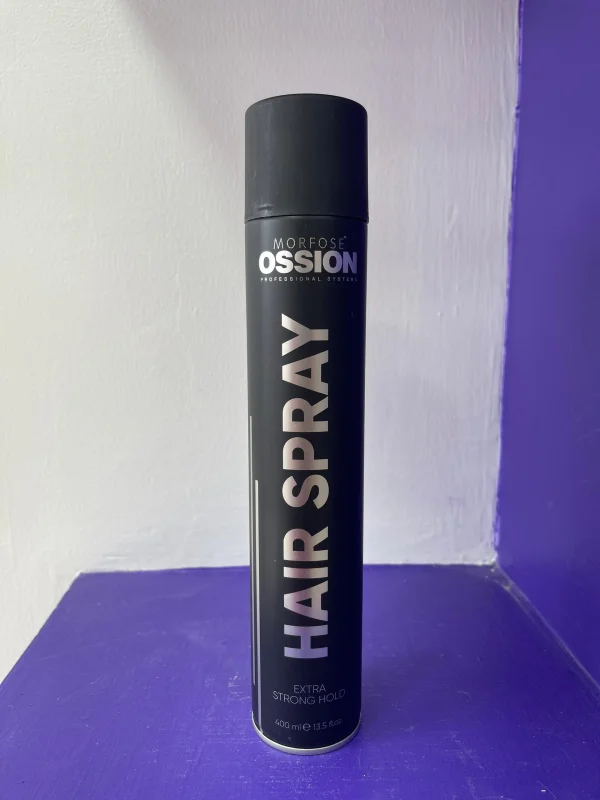 MORFOSE
OSSION
PROFESSIONAL SYSTEMS
HAIR SPRAY
EXTRA
STRONG HOLD
400 ml ℮ 13.5 fl.oz